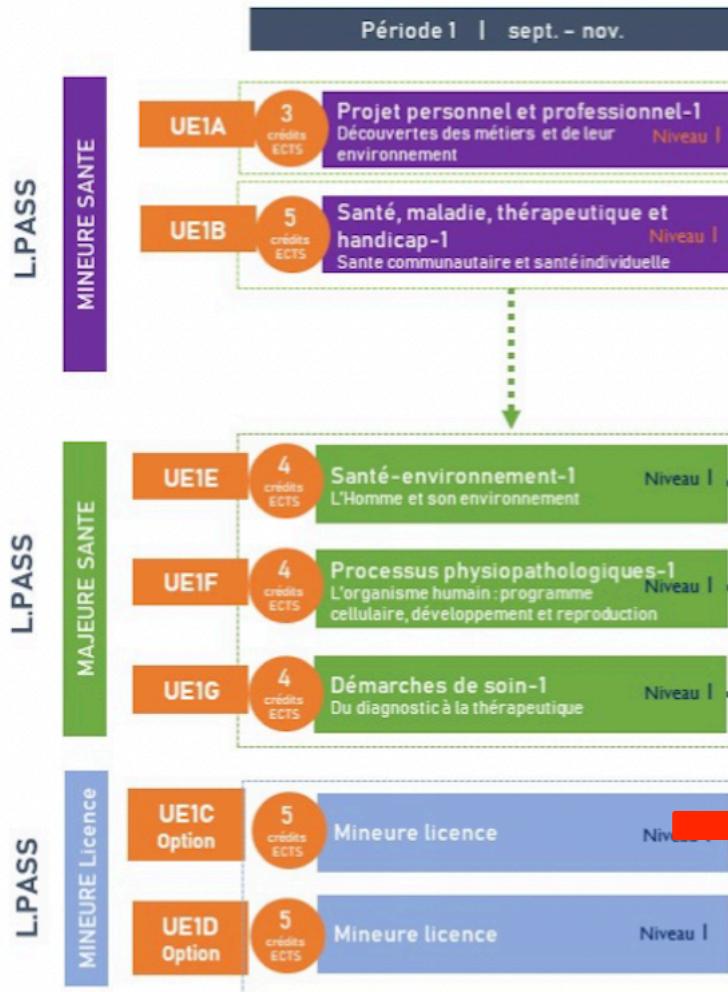 Période 1 | sept. – nov.
L.PASS
MINEURE SANTE
UE1A
3
crédits
ECTS
Projet personnel et professionnel-1
Découvertes des métiers et de leur
environnement
Niveau I
UE1B
5
crédits
ECTS
Santé, maladie, thérapeutique et
handicap-1
Sante communautaire et santé individuelle
Niveau I
L.PASS
MAJEURE SANTE
UE1E
4
crédits
ECTS
Santé-environnement-1
L'Homme et son environnement
Niveau I
UE1F
4
crédits
ECTS
Processus physiopathologiques-1
L'organisme humain : programme
cellulaire, développement et reproduction
Niveau I
UE1G
4
crédits
ECTS
Démarches de soin-1
Du diagnostic à la thérapeutique
Niveau I
L.PASS
MINEURE Licence
UE1C
Option
5
crédits
ECTS
Mineure licence
UE1D
Option
5
crédits
ECTS
Mineure licence
Niveau I